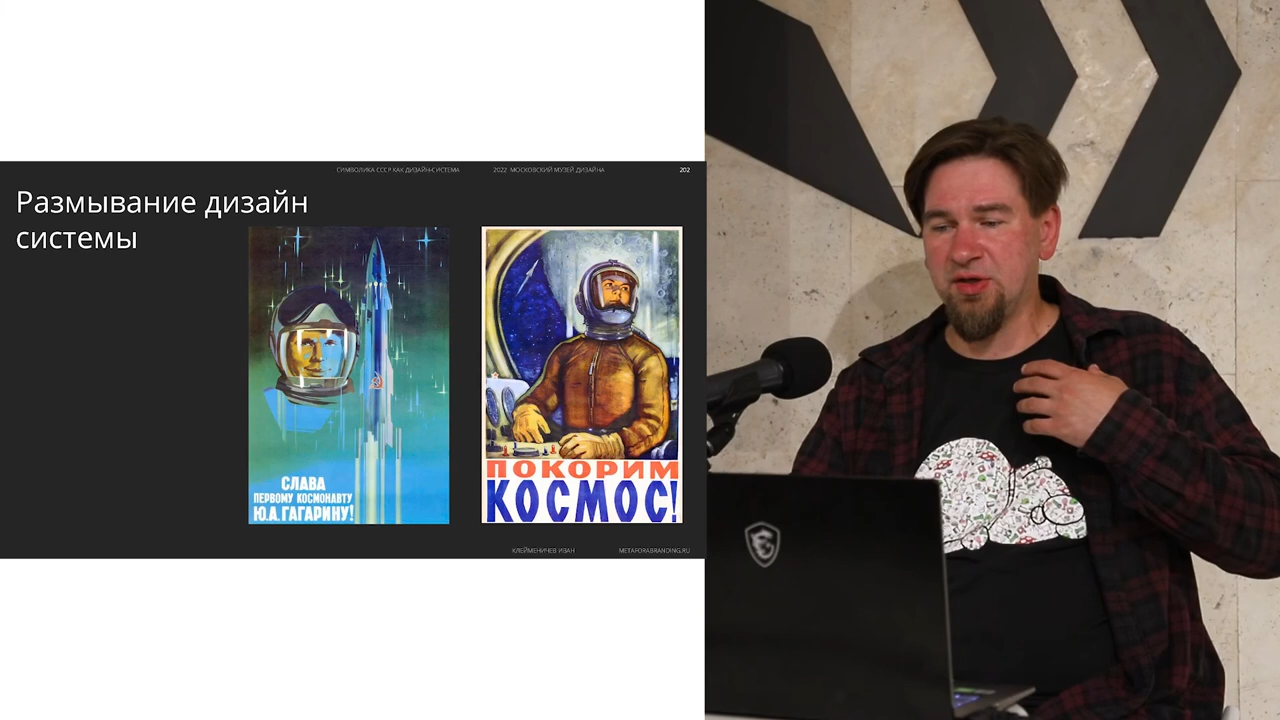 СИМВОЛИКА СССР КАК ДИЗАЙН-СИСТЕМА
2022 МОСКОВСКИЙ МУЗЕЙ ДИЗАЙНА
202
Размывание дизайн
системы
СЛАВА
ПЕРВОМУ КОСМОНАВТУ
Ю.А. ГАГАРИНУ!
ПОКОРИМ
КОСМОС!
КЛЕЙМЕНИЧЕВ ИВАН
METAFORABRANDING.RU